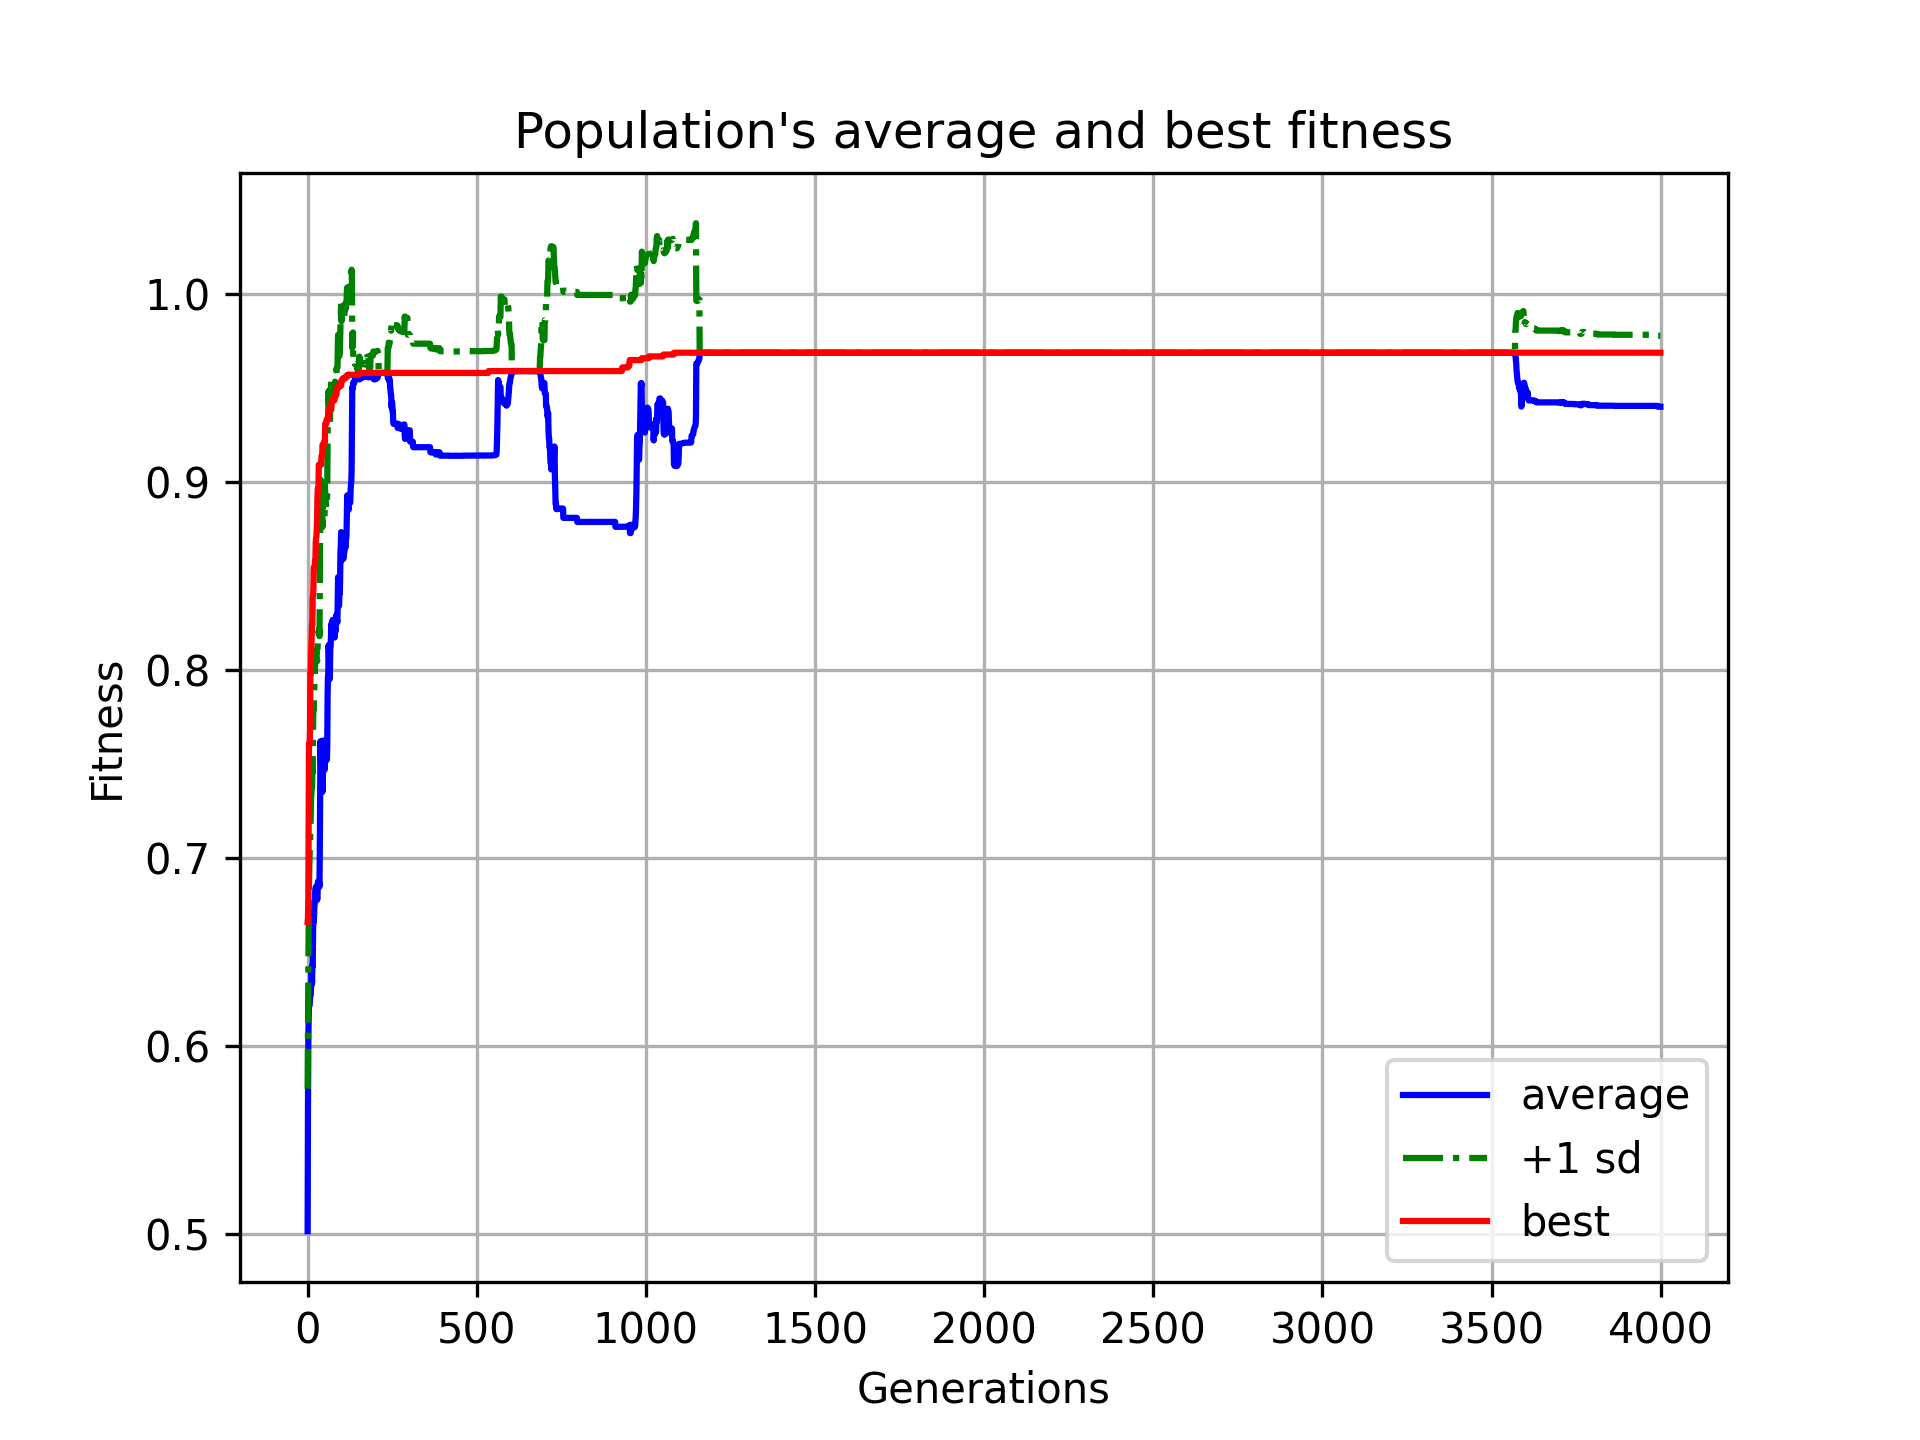 Population's average and best fitness
1.0
0.9
0.8
0.7
0.6
0.5
Fitness
average
+1 sd
best
0 500 1000 1500 2000 2500 3000 3500 4000
Generations